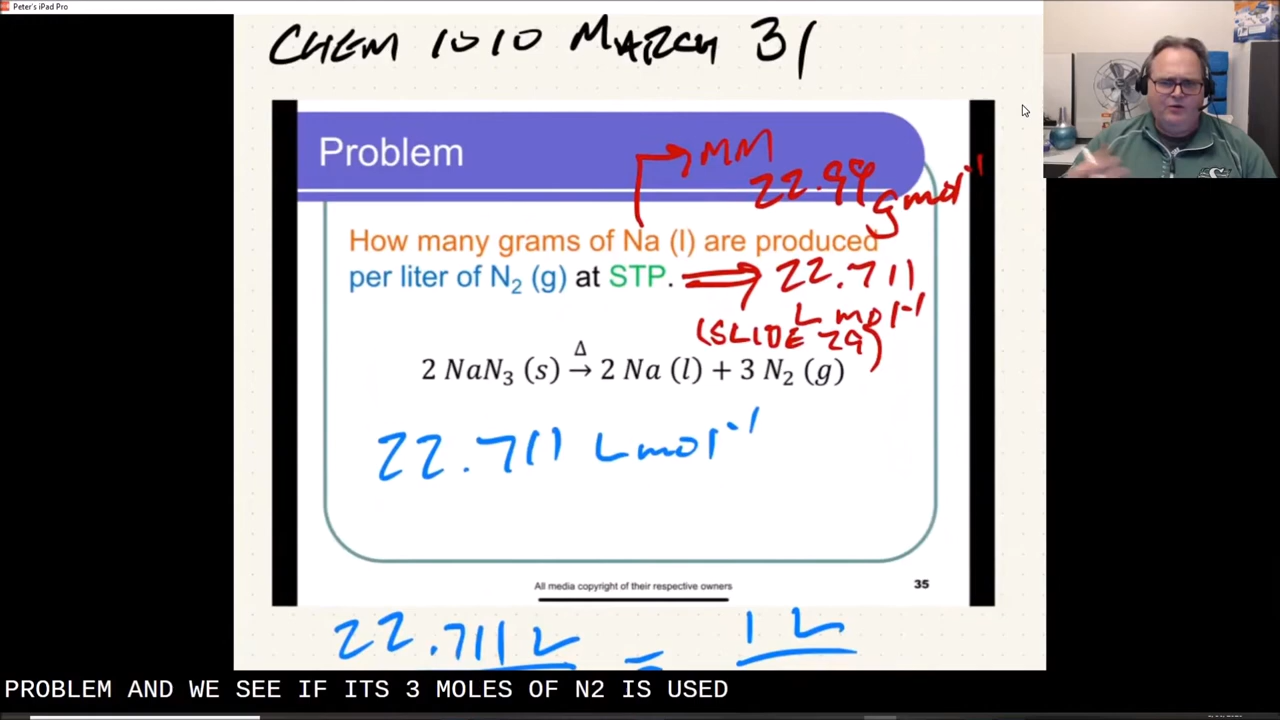 Peter's iPad Pro
CHEM 1010 MARCH 31
Problem
MM
22.99
gmol⁻¹
How many grams of Na (l) are produced
per liter of N₂ (g) at STP.
22.711
L mol⁻¹
(SLIDE 29)
2 NaN₃ (s) →Δ 2 Na (l) + 3 N₂ (g)
22.711 L mol⁻¹
All media copyright of their respective owners
35
22.711 L = 1 L
PROBLEM AND WE SEE IF ITS 3 MOLES OF N2 IS USED